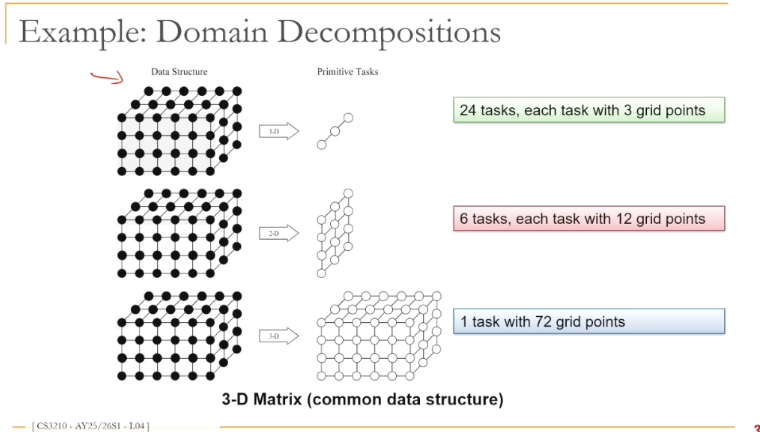 Example: Domain Decompositions
Data Structure
Primitive Tasks
1-D
24 tasks, each task with 3 grid points
2-D
6 tasks, each task with 12 grid points
3-D
1 task with 72 grid points
3-D Matrix (common data structure)
[ CS3210 - AY25/26S1 - L04 ]
3